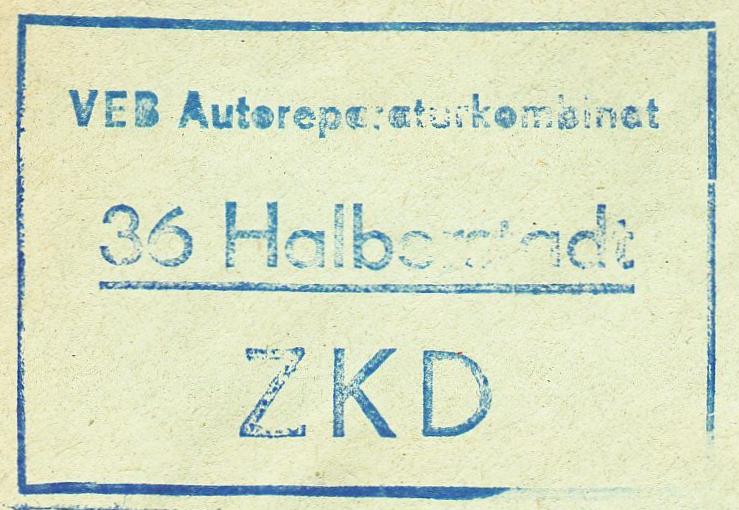 VEB Autoreparaturkombinat
36 Halberstadt
ZKD